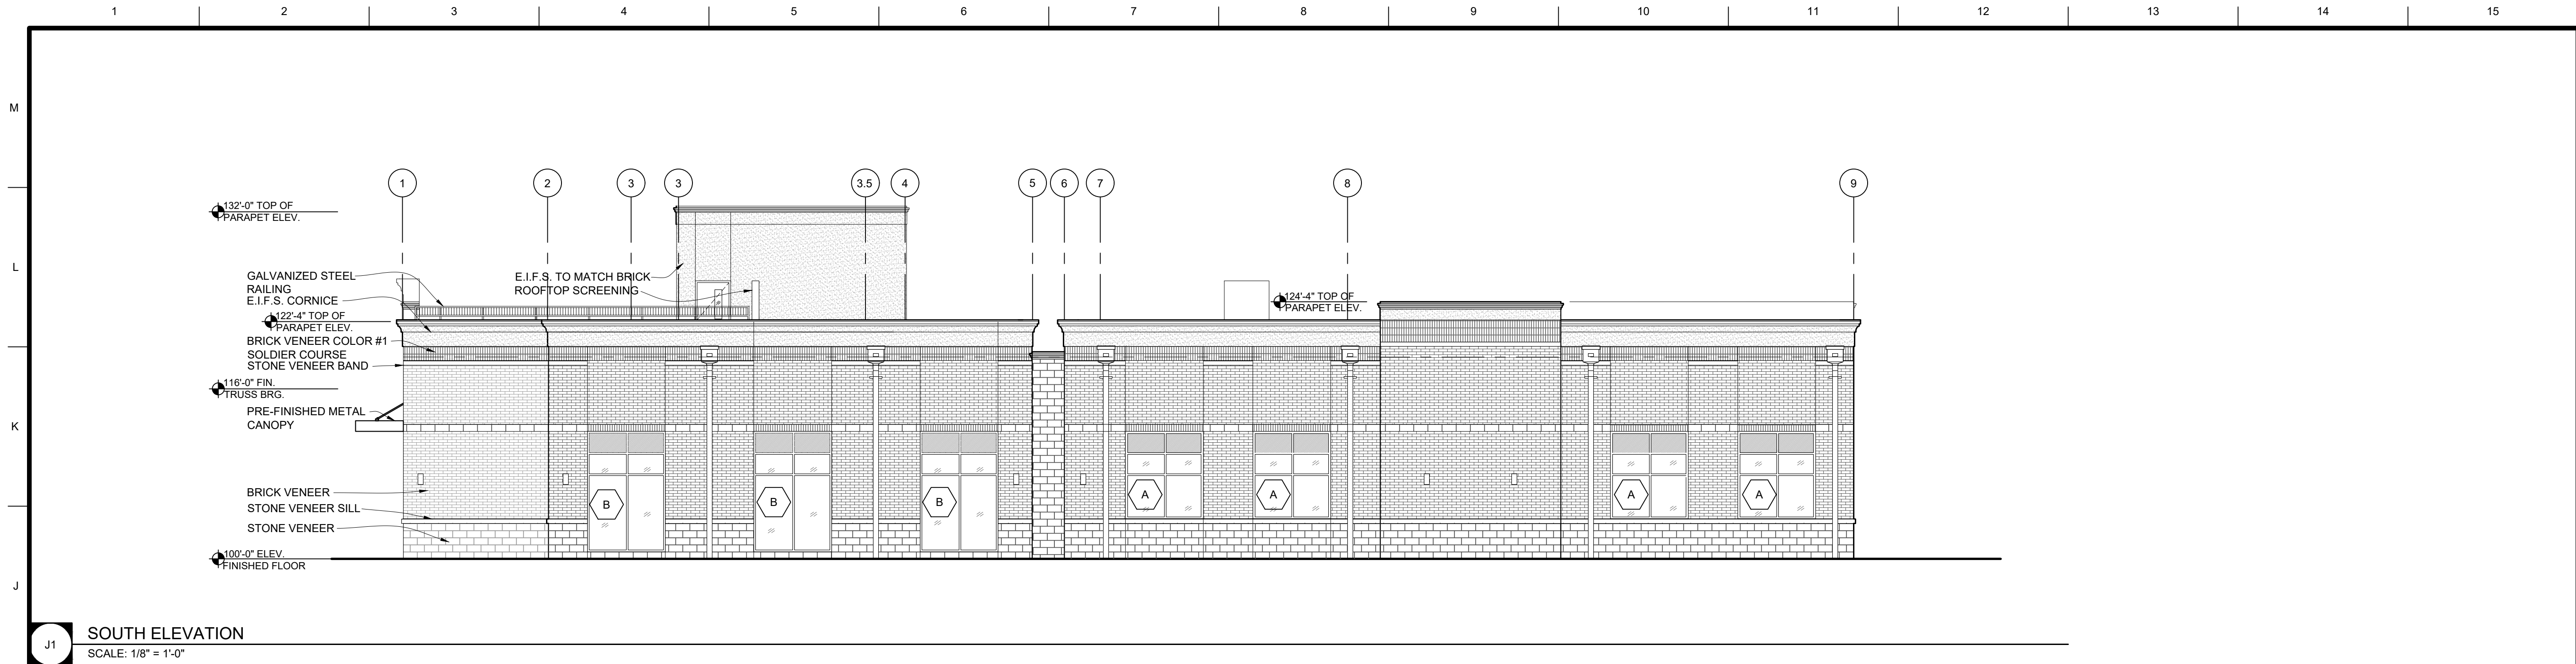 1 2 3 4 5 6 7 8 9 10 11 12 13 14 15
M
L
K
J
1 2 3 3 3.5 4 5 6 7 8 9
132'-0" TOP OF
PARAPET ELEV.
GALVANIZED STEEL
RAILING
E.I.F.S. CORNICE
E.I.F.S. TO MATCH BRICK
ROOFTOP SCREENING
124'-4" TOP OF
PARAPET ELEV.
122'-4" TOP OF
PARAPET ELEV.
BRICK VENEER COLOR #1
SOLDIER COURSE
STONE VENEER BAND
116'-0" FIN.
TRUSS BRG.
PRE-FINISHED METAL
CANOPY
BRICK VENEER
STONE VENEER SILL
STONE VENEER
B B B A A A A
100'-0" ELEV.
FINISHED FLOOR
J1
SOUTH ELEVATION
SCALE: 1/8" = 1'-0"